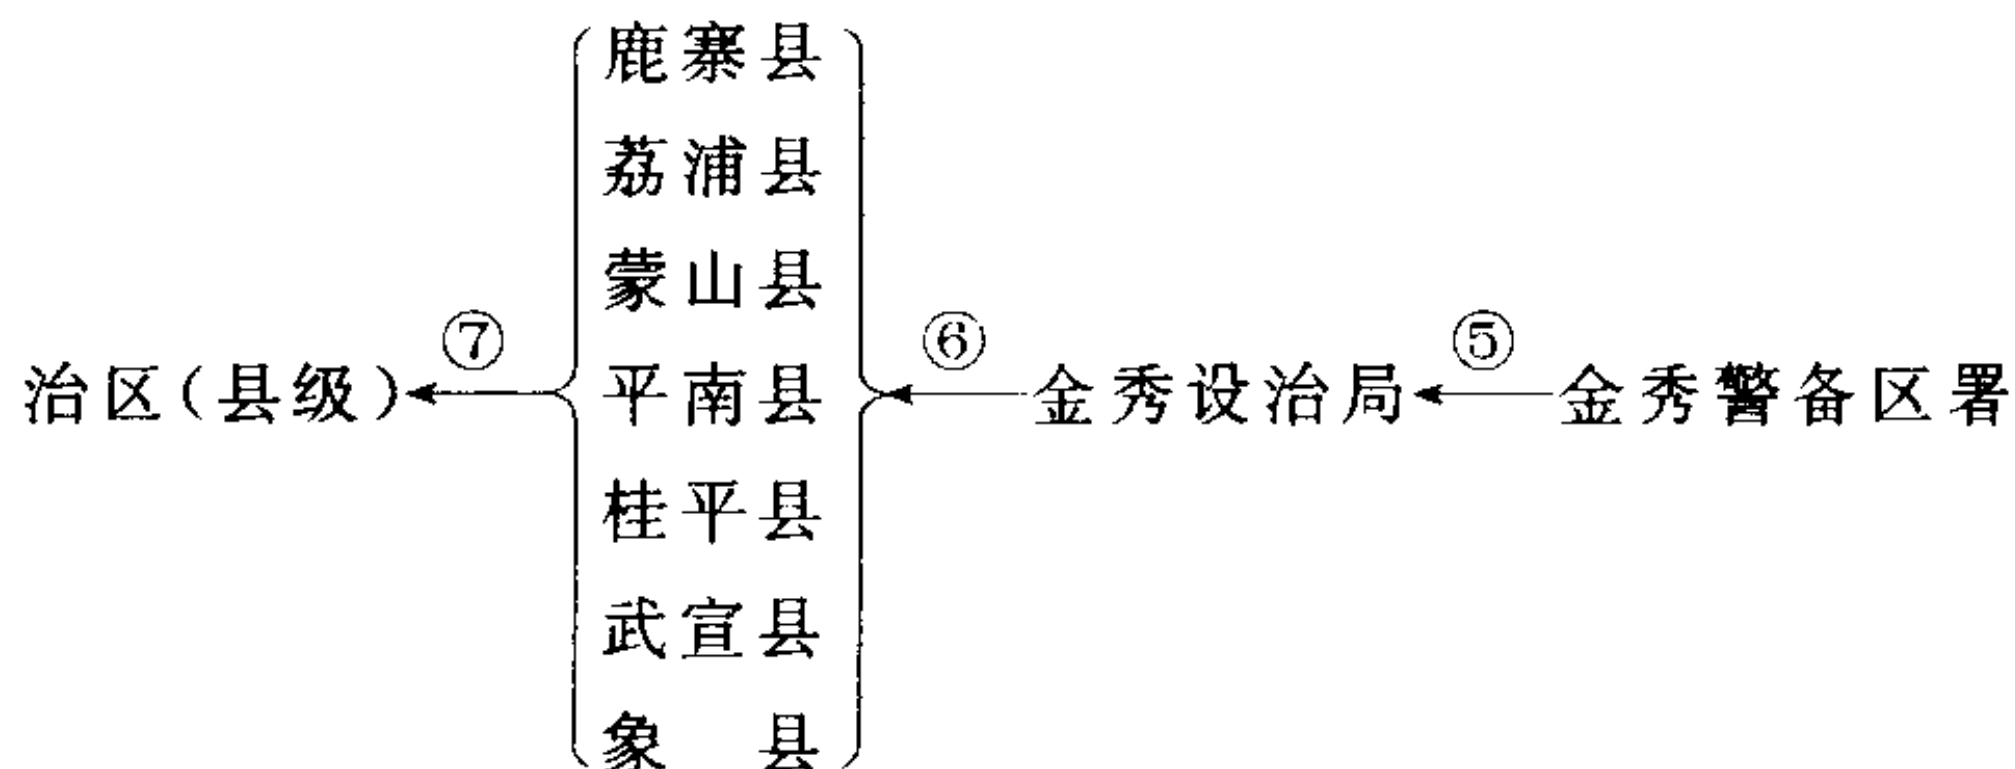 鹿寨县
荔浦县
蒙山县
平南县
桂平县
武宣县
象县
治区(县级)
⑦
⑥
金秀设治局
⑤
金秀警备区署